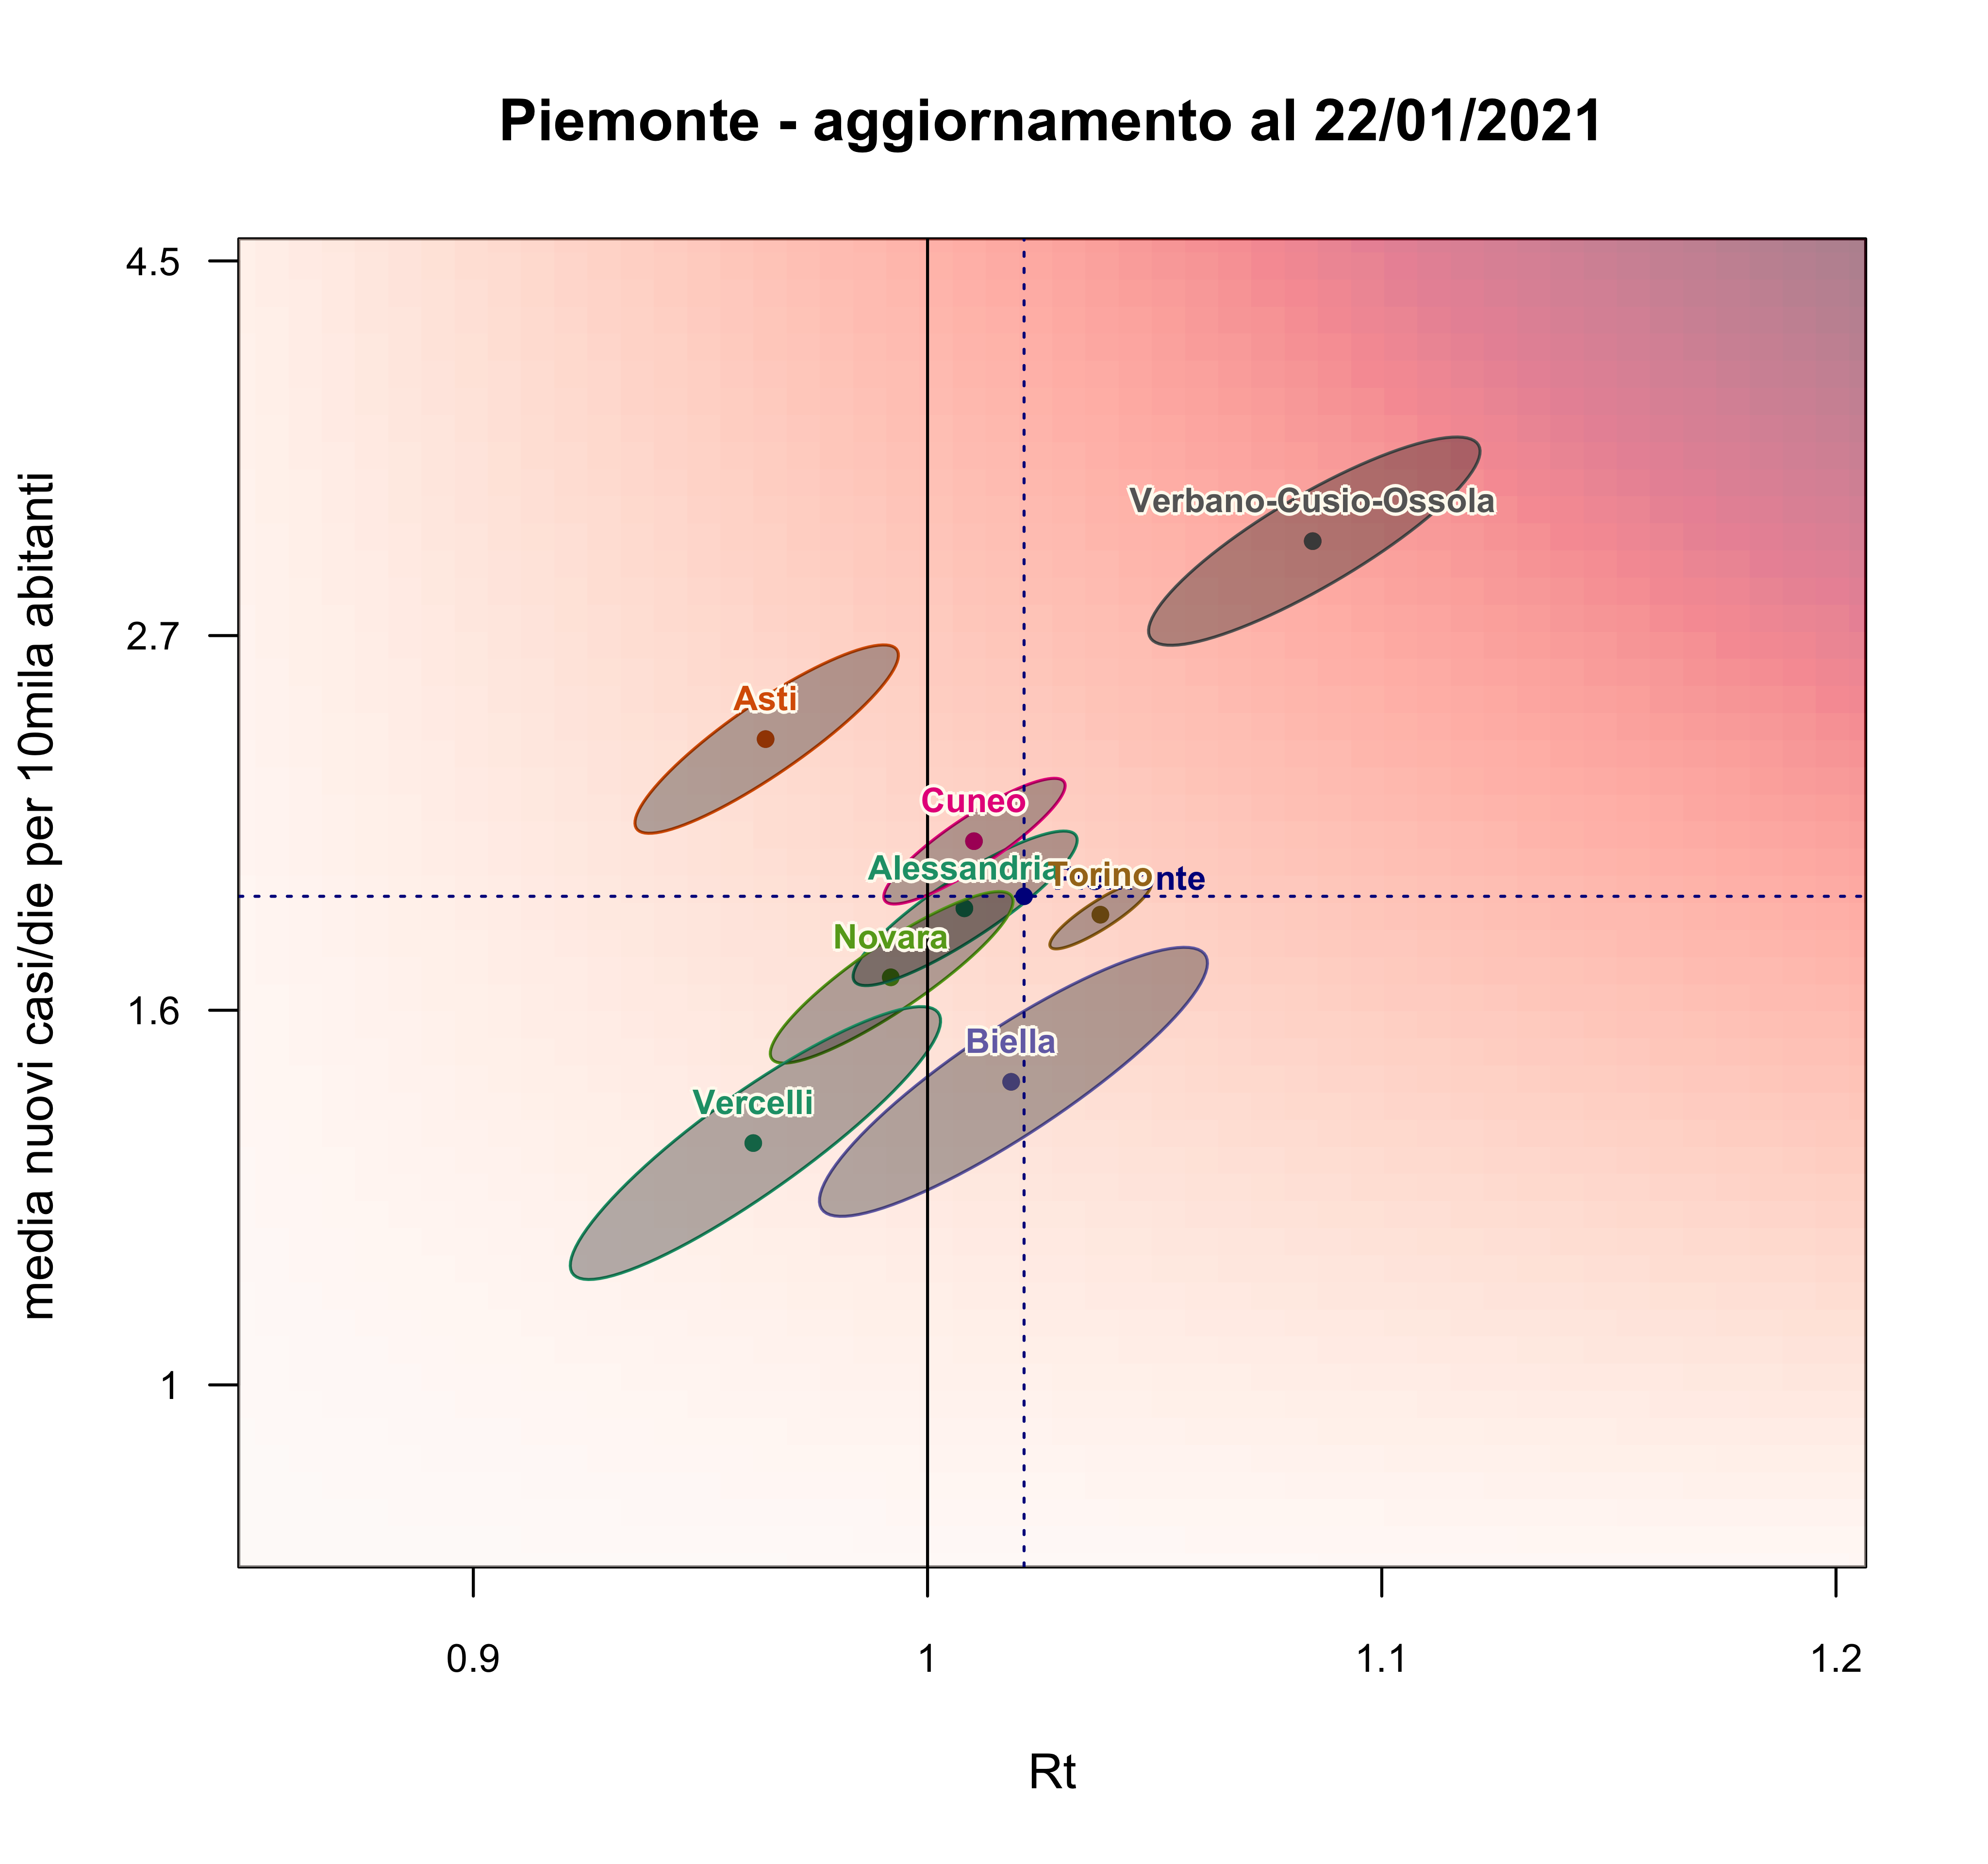 Piemonte - aggiornamento al 22/01/2021
media nuovi casi/die per 10mila abitanti
4.5
2.7
1.6
1
Verbano-Cusio-Ossola
Asti
Cuneo
Alessandria
Torino
Novara
Biella
Vercelli
0.9
1
1.1
1.2
Rt